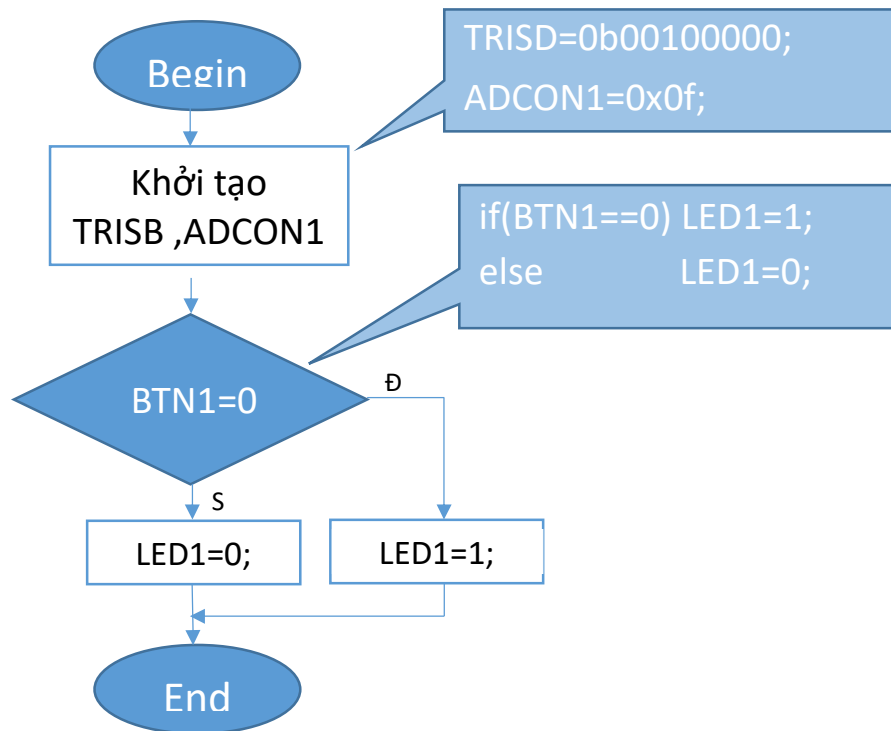 Begin
TRISD=0b00100000;
ADCON1=0x0f;
Khởi tạo
TRISB ,ADCON1
if(BTN1==0) LED1=1;
else LED1=0;
BTN1=0
Đ
S
LED1=0;
LED1=1;
End